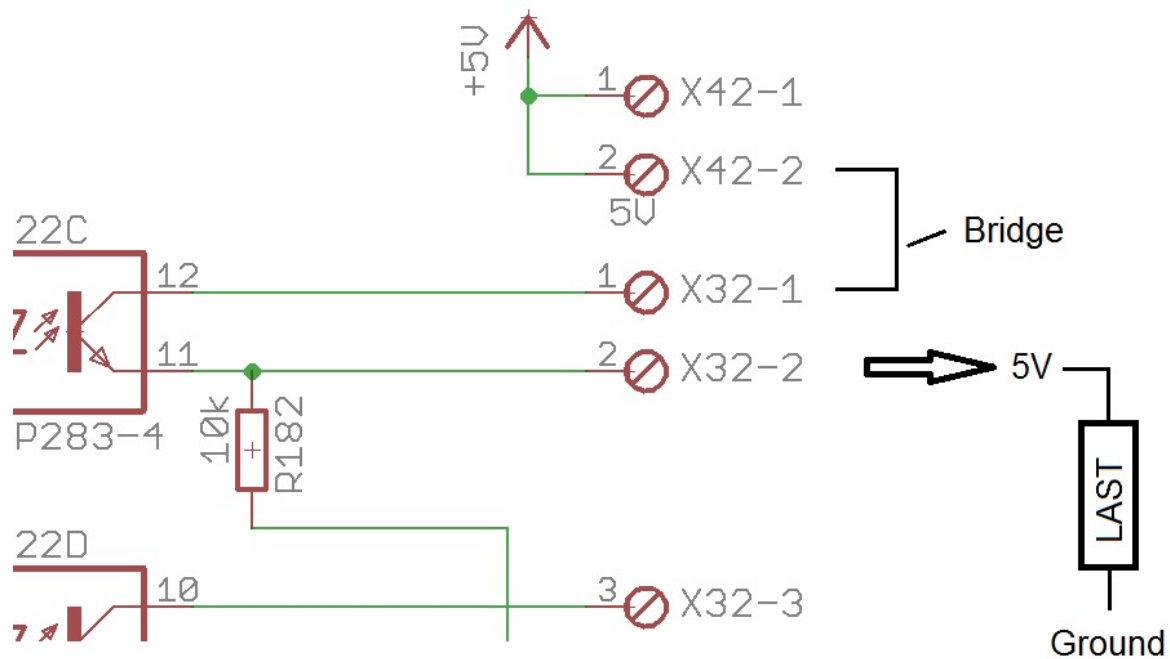 +5V
1 X42-1
2 X42-2
5V
Bridge
22C
12
1 X32-1
11
2 X32-2
5V
10k
R182
P283-4
LAST
22D
10
3 X32-3
Ground